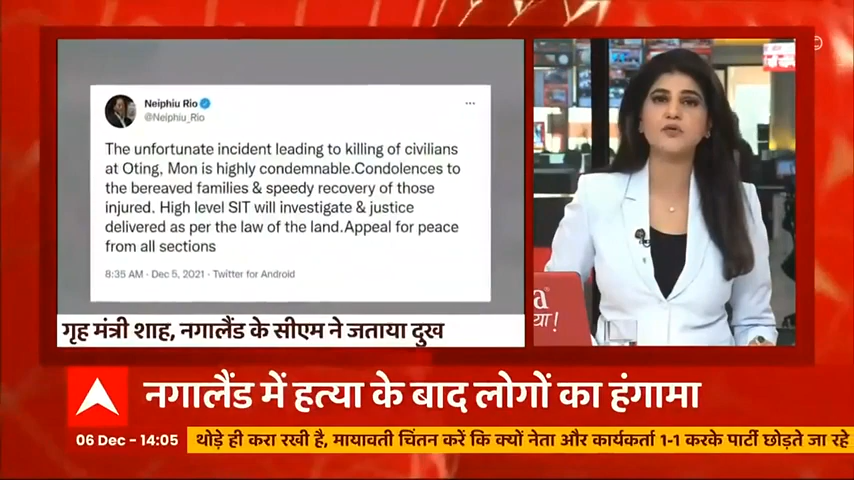 Neiphiu Rio
@Neiphiu_Rio
The unfortunate incident leading to killing of civilians
at Oting, Mon is highly condemnable.Condolences to
the bereaved families & speedy recovery of those
injured. High level SIT will investigate & justice
delivered as per the law of the land.Appeal for peace
from all sections
8:35 AM · Dec 5, 2021 · Twitter for Android
गृह मंत्री शाह, नगालैंड के सीएम ने जताया दुख
नगालैंड में हत्या के बाद लोगों का हंगामा
06 Dec - 14:05
थोड़े ही करा रखी है, मायावती चिंतन करें कि क्यों नेता और कार्यकर्ता 1-1 करके पार्टी छोड़ते जा रहे